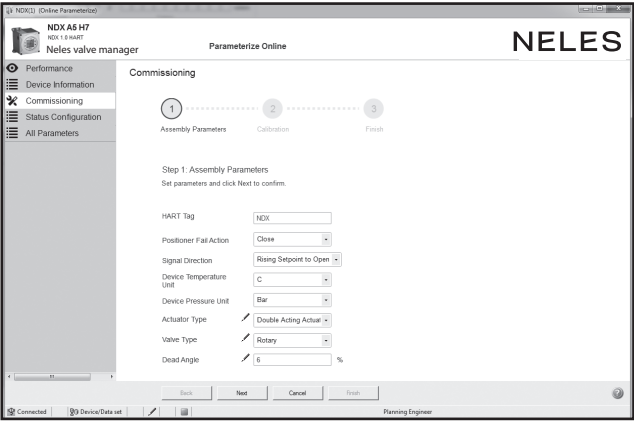 NDX(1) (Online Parameterize)
NDX A5 H7
NDX 1.0 HART
Neles valve manager
Parameterize Online
NELES
Performance
Device Information
Commissioning
Status Configuration
All Parameters
Commissioning
1 2 3
Assembly Parameters Calibration Finish
Step 1: Assembly Parameters
Set parameters and click Next to confirm.
HART Tag NDX
Positioner Fail Action Close
Signal Direction Rising Setpoint to Open
Device Temperature
Unit C
Device Pressure Unit Bar
Actuator Type Double Acting Actuat
Valve Type Rotary
Dead Angle 6 %
Back Next Cancel Finish
Connected Device/Data set Planning Engineer